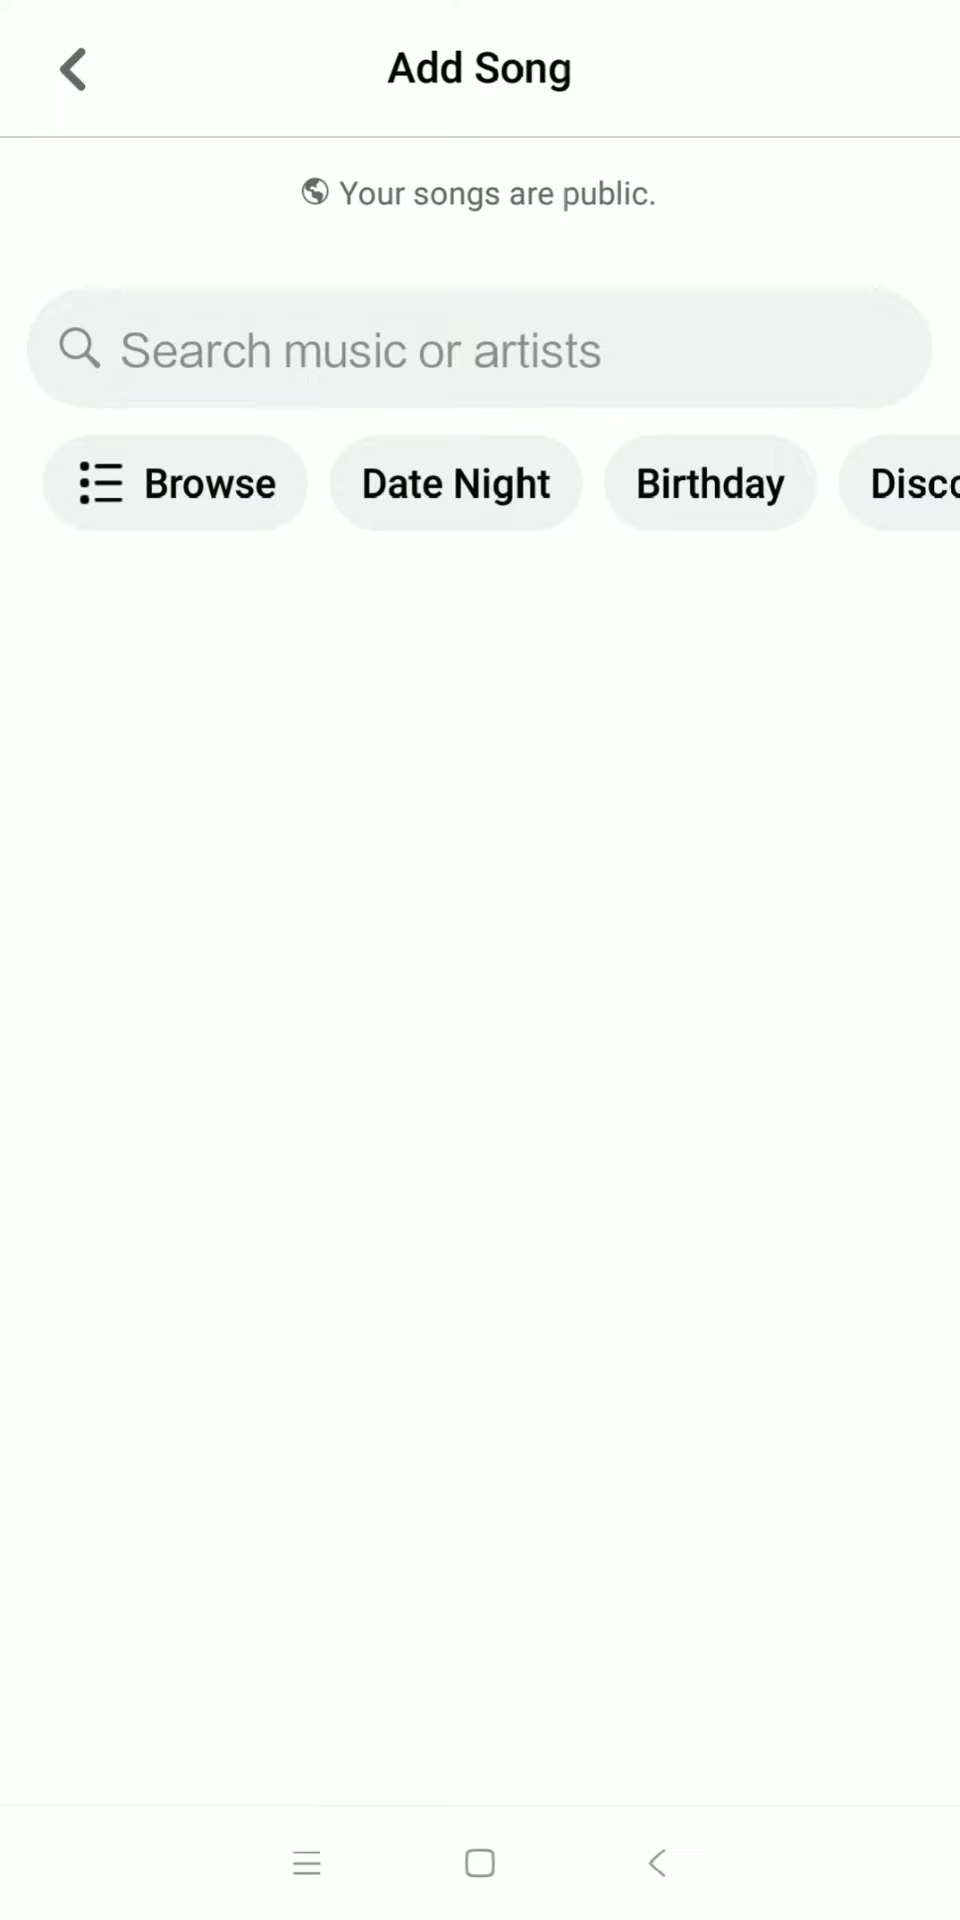 Add Song
Your songs are public.
Search music or artists
Browse Date Night Birthday